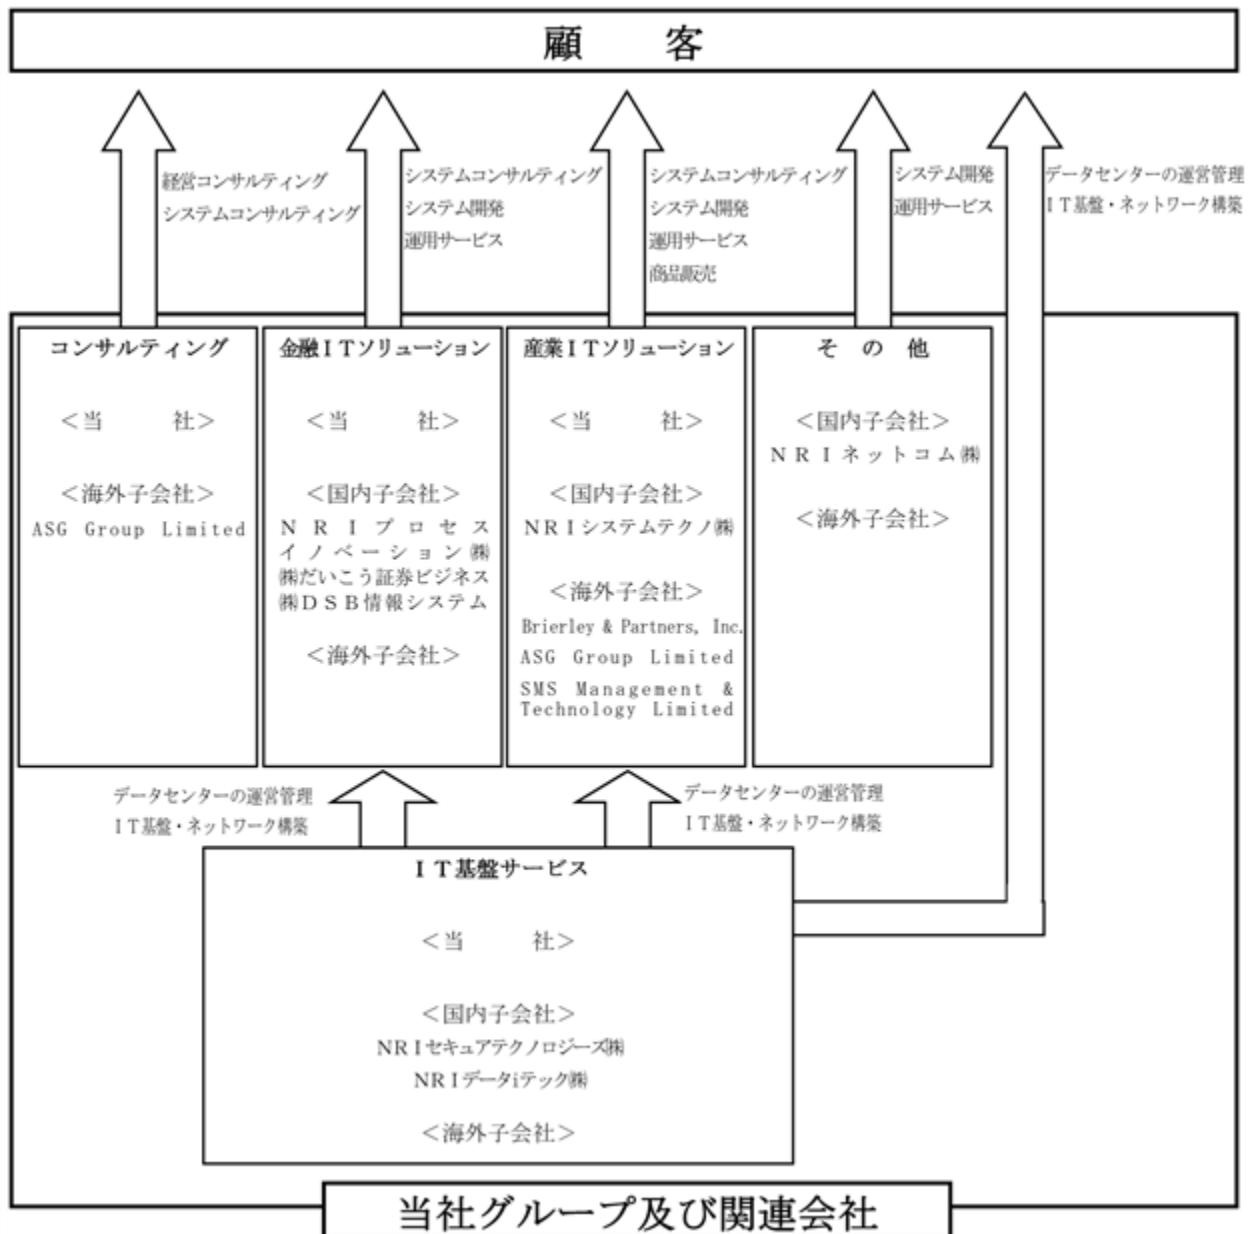 顧　　客
経営コンサルティング
システムコンサルティング
システムコンサルティング
システム開発
運用サービス
システムコンサルティング
システム開発
運用サービス
商品販売
システム開発
運用サービス
データセンターの運営管理
ＩＴ基盤・ネットワーク構築
コンサルティング
＜当　　　社＞
＜海外子会社＞
ASG Group Limited
金融ＩＴソリューション
＜当　　　社＞
＜国内子会社＞
ＮＲＩプロセス
イノベーション㈱
㈱だいこう証券ビジネス
㈱ＤＳＢ情報システム
＜海外子会社＞
産業ＩＴソリューション
＜当　　　社＞
＜国内子会社＞
ＮＲＩシステムテクノ㈱
＜海外子会社＞
Brierley & Partners, Inc.
ASG Group Limited
SMS Management &
Technology Limited
そ　の　他
＜国内子会社＞
ＮＲＩネットコム㈱
＜海外子会社＞
データセンターの運営管理
ＩＴ基盤・ネットワーク構築
データセンターの運営管理
ＩＴ基盤・ネットワーク構築
ＩＴ基盤サービス
＜当　　　社＞
＜国内子会社＞
ＮＲＩセキュアテクノロジーズ㈱
ＮＲＩデータiテック㈱
＜海外子会社＞
当社グループ及び関連会社